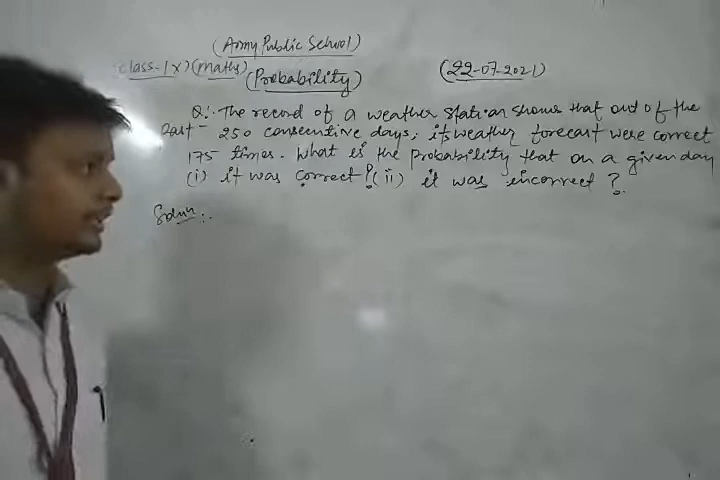 (Army Public School)
Class-IX) (Maths) (Probability) (22-07-2021)
Q:. The record of a weather station shows that out of the
Past 250 consecutive days, its weather forecast were correct
175 times. What is the probability that on a given day
(i) it was correct? (ii) it was incorrect?
Soln:.